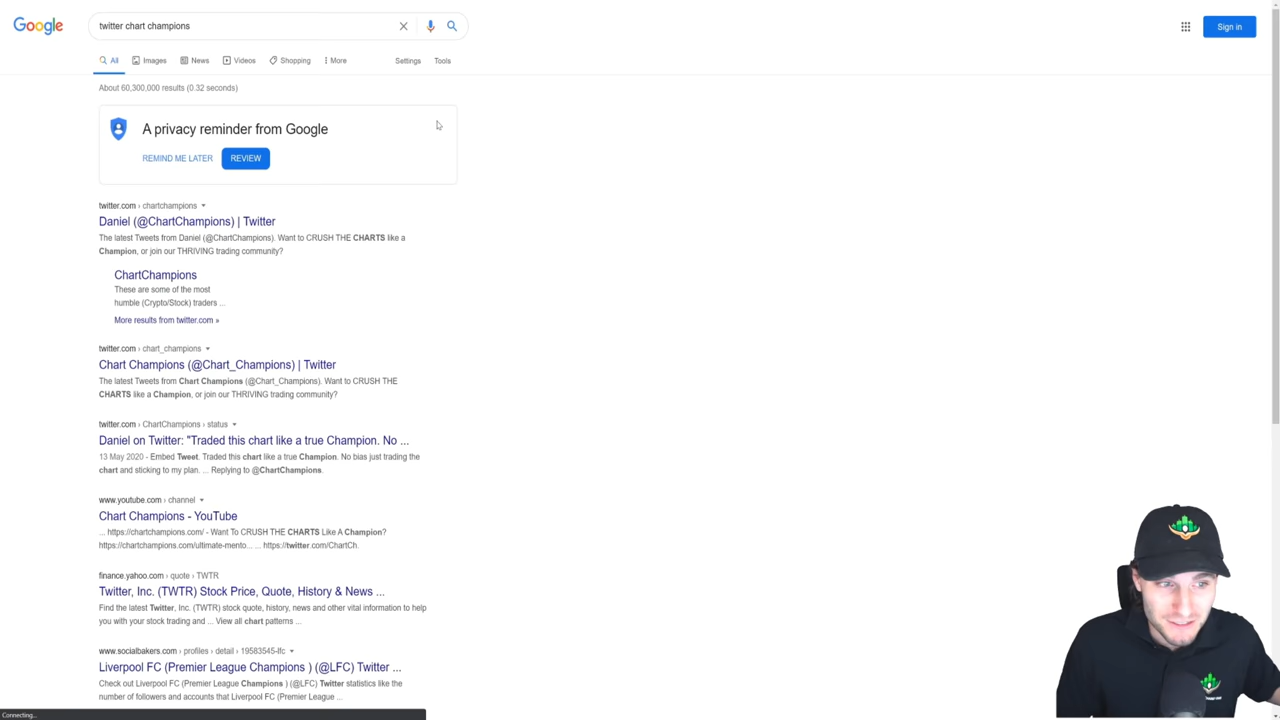 Google
twitter chart champions
Sign in
All
Images
News
Videos
Shopping
More
Settings
Tools
About 60,300,000 results (0.32 seconds)
A privacy reminder from Google
REMIND ME LATER
REVIEW
twitter.com › chartchampions
Daniel (@ChartChampions) | Twitter
The latest Tweets from Daniel (@ChartChampions). Want to CRUSH THE CHARTS like a
Champion, or join our THRIVING trading community?
ChartChampions
These are some of the most
humble (Crypto/Stock) traders ...
More results from twitter.com »
twitter.com › chart_champions
Chart Champions (@Chart_Champions) | Twitter
The latest Tweets from Chart Champions (@Chart_Champions). Want to CRUSH THE
CHARTS like a Champion, or join our THRIVING trading community?
twitter.com › ChartChampions › status
Daniel on Twitter: "Traded this chart like a true Champion. No ...
13 May 2020 - Embed Tweet. Traded this chart like a true Champion. No bias just trading the
chart and sticking to my plan. ... Replying to @ChartChampions.
www.youtube.com › channel
Chart Champions - YouTube
... https://chartchampions.com/ - Want To CRUSH THE CHARTS Like A Champion?
https://chartchampions.com/ultimate-mento... ... https://twitter.com/ChartCh.
finance.yahoo.com › quote › TWTR
Twitter, Inc. (TWTR) Stock Price, Quote, History & News ...
Find the latest Twitter, Inc. (TWTR) stock quote, history, news and other vital information to help
you with your stock trading and ... View all chart patterns ...
www.socialbakers.com › profiles › detail › 19583545-lfc
Liverpool FC (Premier League Champions ) (@LFC) Twitter ...
Check out Liverpool FC (Premier League Champions ) (@LFC) Twitter statistics like the
number of followers and accounts that Liverpool FC (Premier League ...
Connecting...